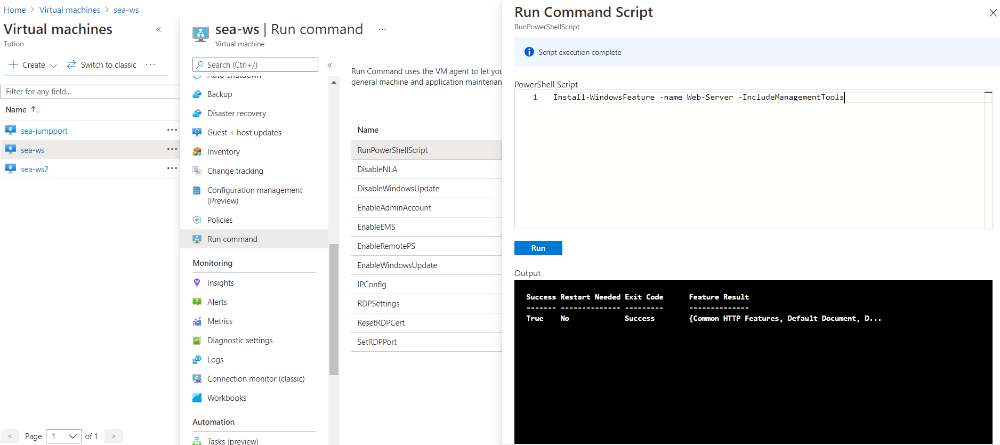 Home > Virtual machines > sea-ws
Virtual machines
Tution
Create
Switch to classic
Filter for any field...
Name
sea-jumpport
sea-ws
sea-ws2
< Page 1 of 1 >
sea-ws | Run command
Virtual machine
Search (Ctrl+/)
Auto-shutdown
Backup
Disaster recovery
Guest + host updates
Inventory
Change tracking
Configuration management
(Preview)
Policies
Run command
Monitoring
Insights
Alerts
Metrics
Diagnostic settings
Logs
Connection monitor (classic)
Workbooks
Automation
Tasks (preview)
Run Command uses the VM agent to let you
general machine and application maintenan
Name
RunPowerShellScript
DisableNLA
DisableWindowsUpdate
EnableAdminAccount
EnableEMS
EnableRemotePS
EnableWindowsUpdate
IPConfig
RDPSettings
ResetRDPCert
SetRDPPort
Run Command Script
RunPowerShellScript
Script execution complete
PowerShell Script
1 Install-WindowsFeature -name Web-Server -IncludeManagementTools
Run
Output
Success Restart Needed Exit Code      Feature Result
------- -------------- ---------      --------------
True    No             Success        {Common HTTP Features, Default Document, D...